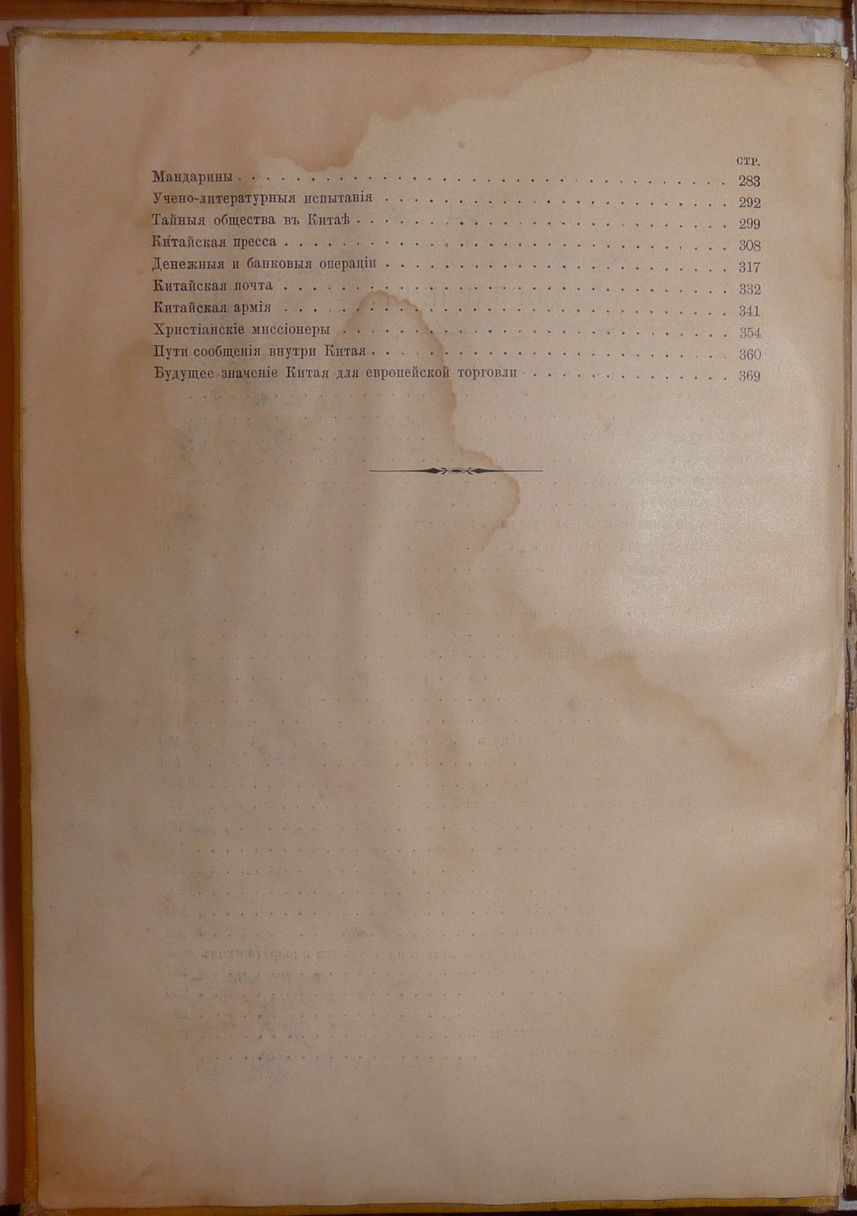 СТР.
Мандарины . . . . . . . . . . . . . . . . . . . . . . . . . . . . . . . . . . 283
Учено-литературныя испытанія . . . . . . . . . . . . . . . . . . . . . . . . 292
Тайныя общества въ Китаѣ . . . . . . . . . . . . . . . . . . . . . . . . . . 299
Китайская пресса . . . . . . . . . . . . . . . . . . . . . . . . . . . . . . . 308
Денежныя и банковыя операціи . . . . . . . . . . . . . . . . . . . . . . . . 317
Китайская почта . . . . . . . . . . . . . . . . . . . . . . . . . . . . . . . 332
Китайская армія . . . . . . . . . . . . . . . . . . . . . . . . . . . . . . . 341
Христіанскіе миссіонеры . . . . . . . . . . . . . . . . . . . . . . . . . . . 354
Пути сообщенія внутри Китая . . . . . . . . . . . . . . . . . . . . . . . . . 360
Будущее значеніе Китая для европейской торговли . . . . . . . . . . . . . . 369